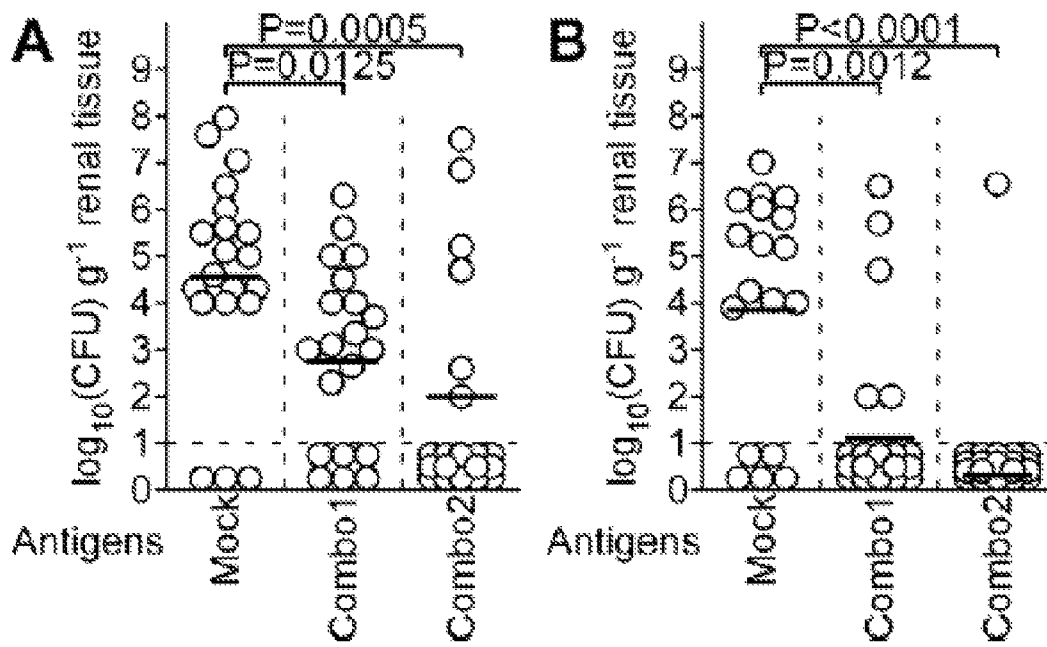 A
P=0.0005
P=0.0125
log10(CFU) g-1 renal tissue
9
8
7
6
5
4
3
2
1
0
Antigens
Mock
Combo1
Combo2
B
P<0.0001
P=0.0012
log10(CFU) g-1 renal tissue
9
8
7
6
5
4
3
2
1
0
Antigens
Mock
Combo1
Combo2